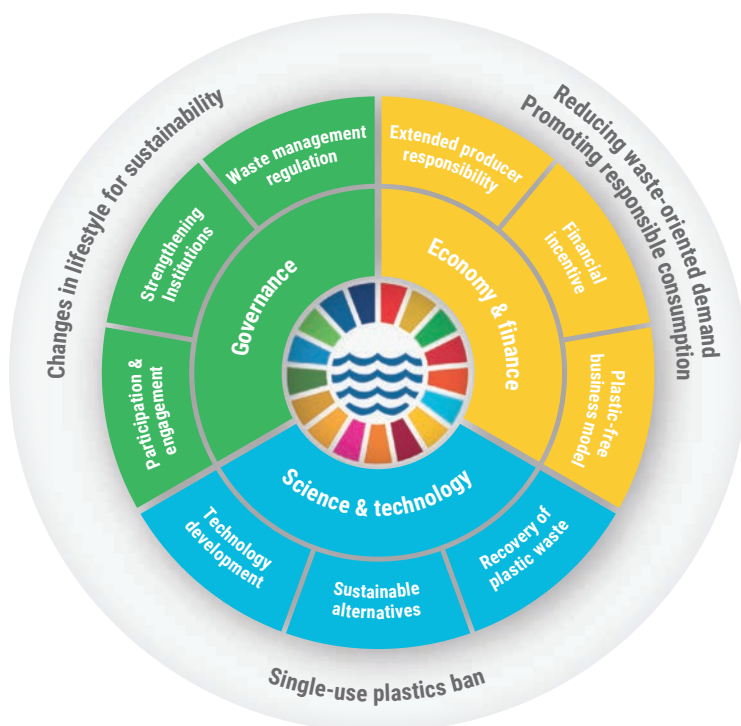 Changes in lifestyle for sustainability
Reducing waste-oriented demand
Promoting responsible consumption
Waste management
regulation
Strengthening
Institutions
Participation &
engagement
Governance
Extended producer
responsibility
Financial
incentive
Plastic-free
business model
Economy & finance
Science & technology
Technology
development
Sustainable
alternatives
Recovery of
plastic waste
Single-use plastics ban